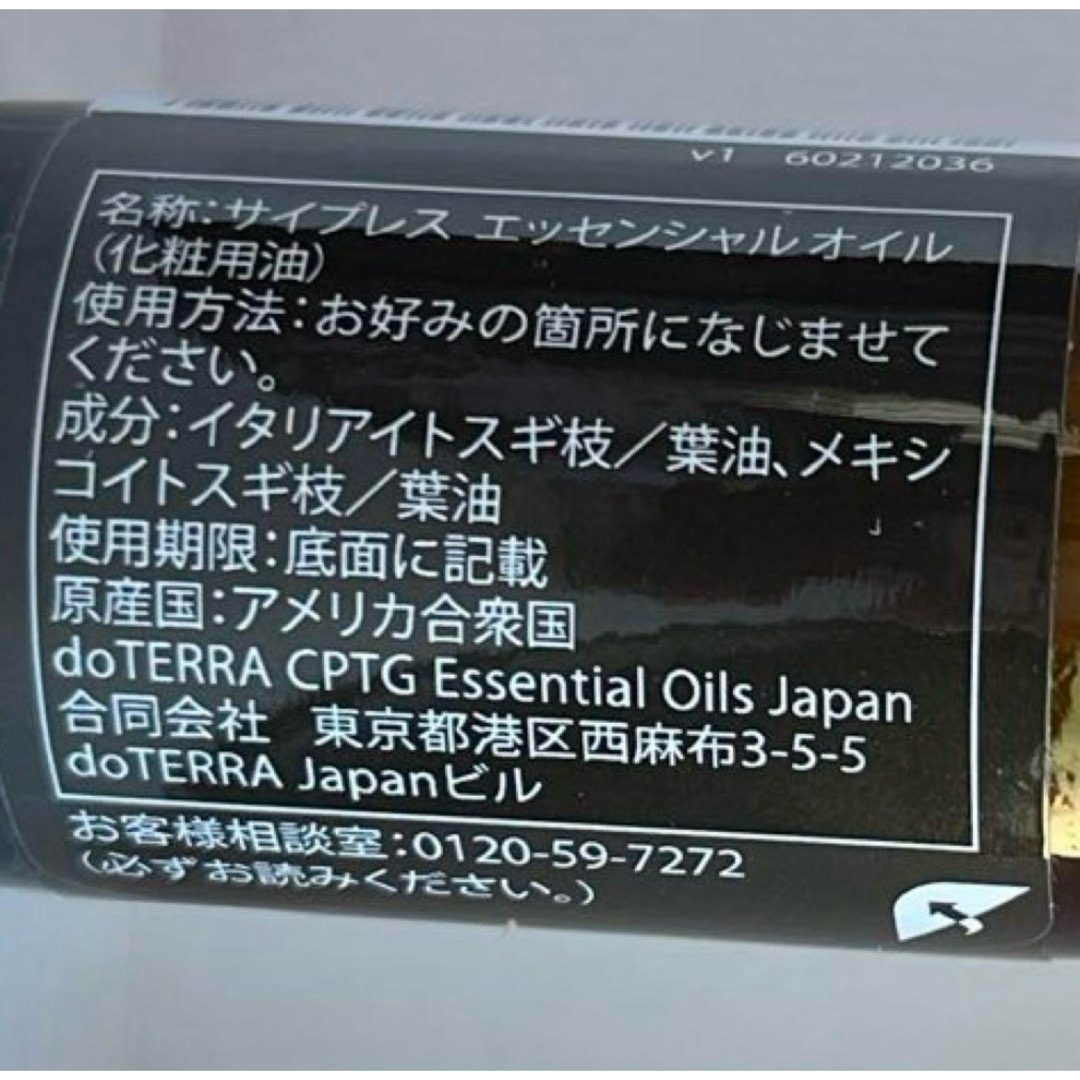 v1 60212036
名称:サイプレス エッセンシャル オイル
(化粧用油)
使用方法:お好みの箇所になじませて
ください。
成分:イタリアイトスギ枝/葉油、メキシ
コイトスギ枝/葉油
使用期限:底面に記載
原産国:アメリカ合衆国
doTERRA CPTG Essential Oils Japan
合同会社 東京都港区西麻布3-5-5
doTERRA Japanビル
お客様相談室:0120-59-7272
(必ずお読みください。)